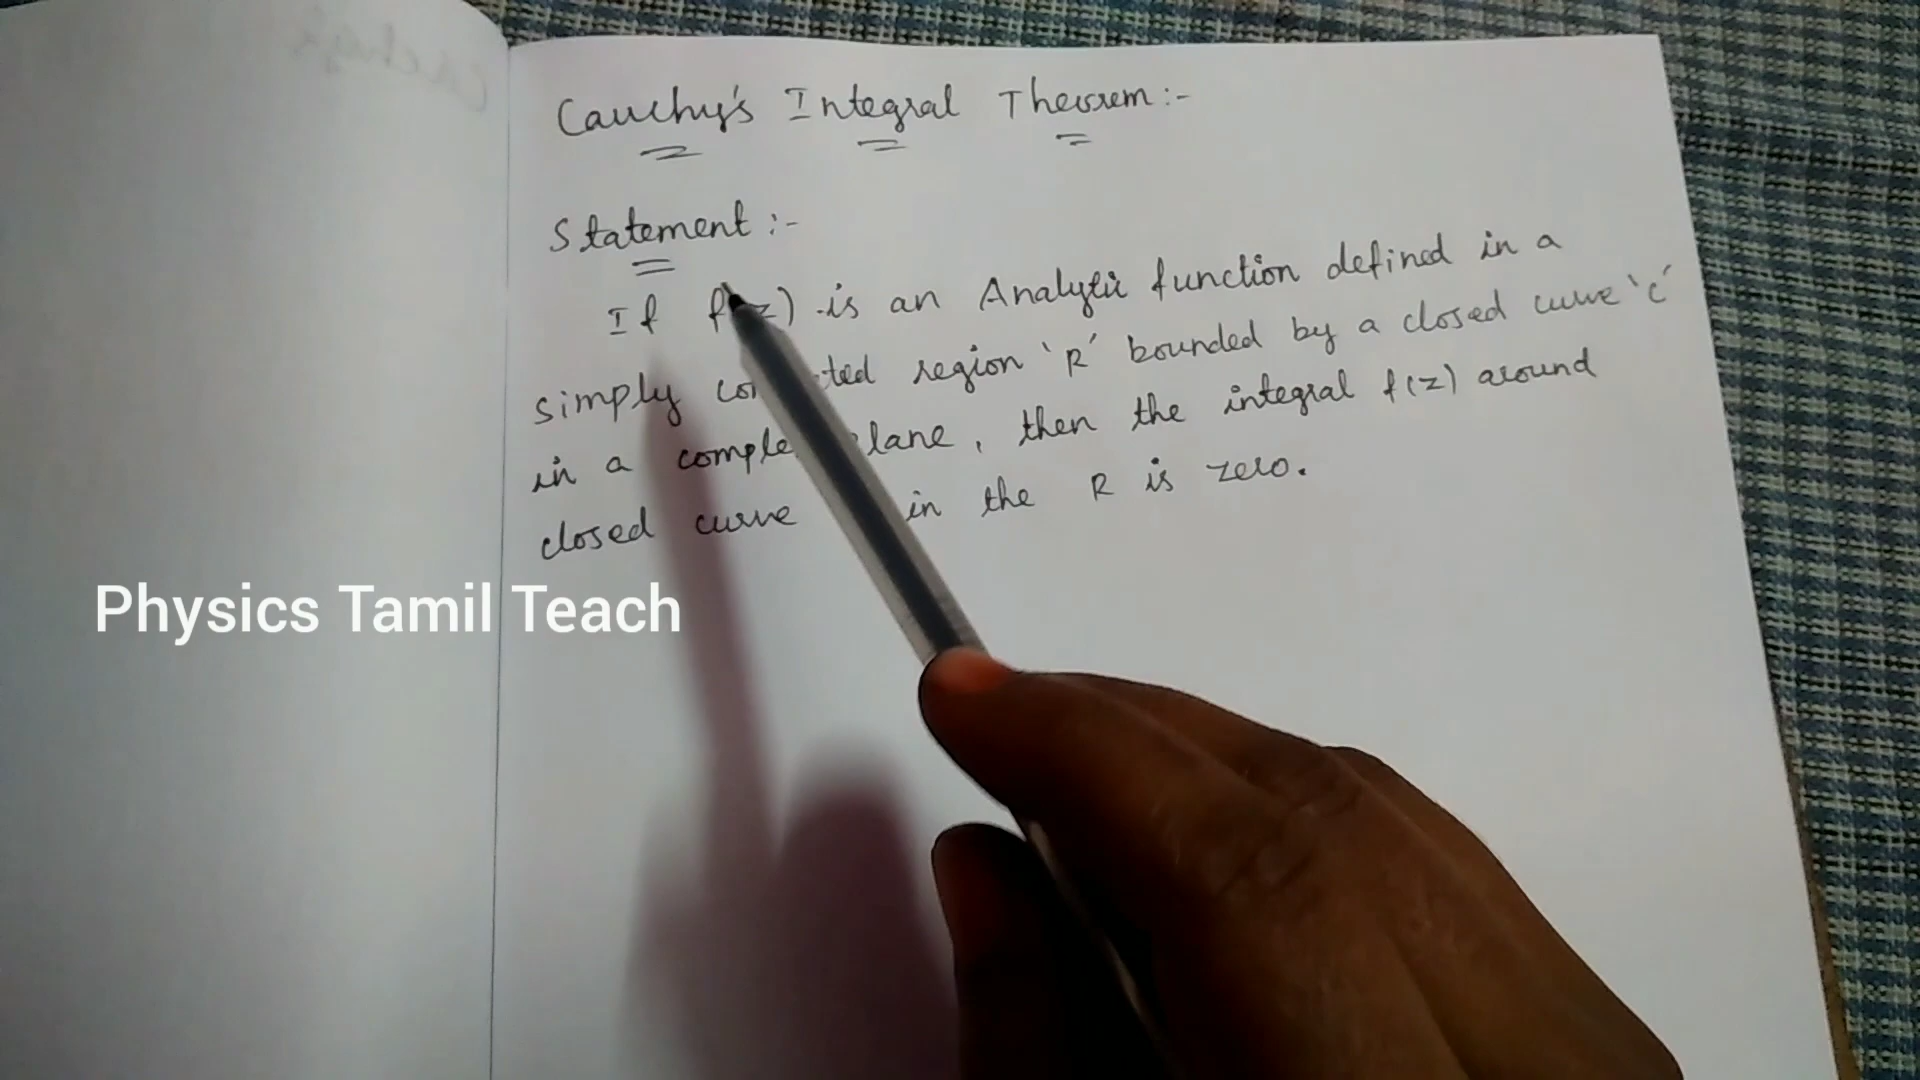 Cauchy's Integral Theorem :-
Statement :-
If f(z) is an Analytic function defined in a
simply region 'R' bounded by a closed curve 'c'
in a , then the integral f(z) around
closed curve in the R is zero.
Physics Tamil Teach